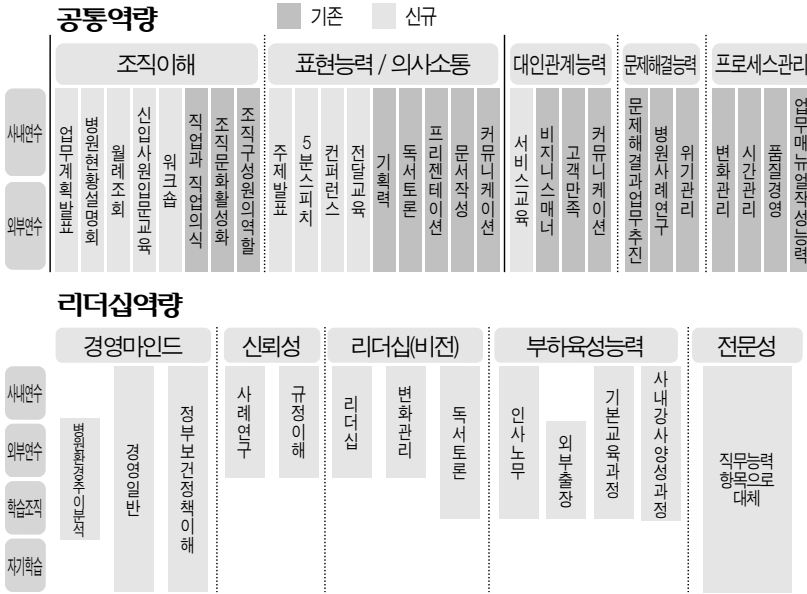 공통역량
기존
신규
조직이해
표현능력 / 의사소통
대인관계능력
문제해결능력
프로세스관리
사내연수
외부연수
업무계획발표
병원현황설명회
월례조회
신입사원입문교육
워크숍
직업과 직업의식
조직문화활성화
조직구성원의역할
주제발표
5분스피치
컨퍼런스
전달교육
기획력
독서토론
프리젠테이션
문서작성
커뮤니케이션
서비스교육
비지니스매너
고객만족
커뮤니케이션
문제해결과업무추진
병원사례연구
위기관리
변화관리
시간관리
품질경영
업무매뉴얼작성능력
리더십역량
경영마인드
신뢰성
리더십(비전)
부하육성능력
전문성
사내연수
외부연수
학습조직
자기학습
병원환경추이분석
경영일반
정부보건정책이해
사례연구
규정이해
리더십
변화관리
독서토론
인사노무
외부출장
기본교육과정
사내강사양성과정
직무능력
항목으로
대체